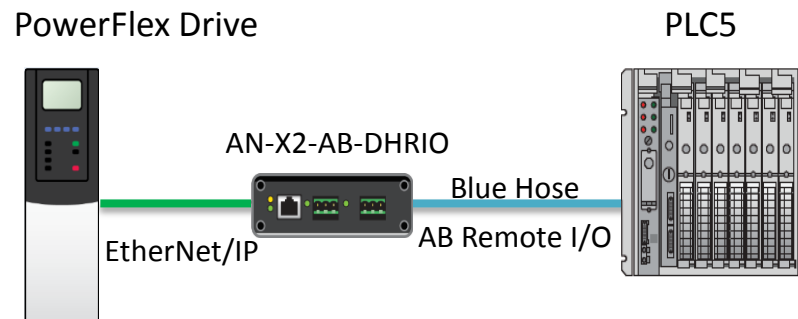 PowerFlex Drive
PLC5
AN-X2-AB-DHRIO
Blue Hose
EtherNet/IP
AB Remote I/O